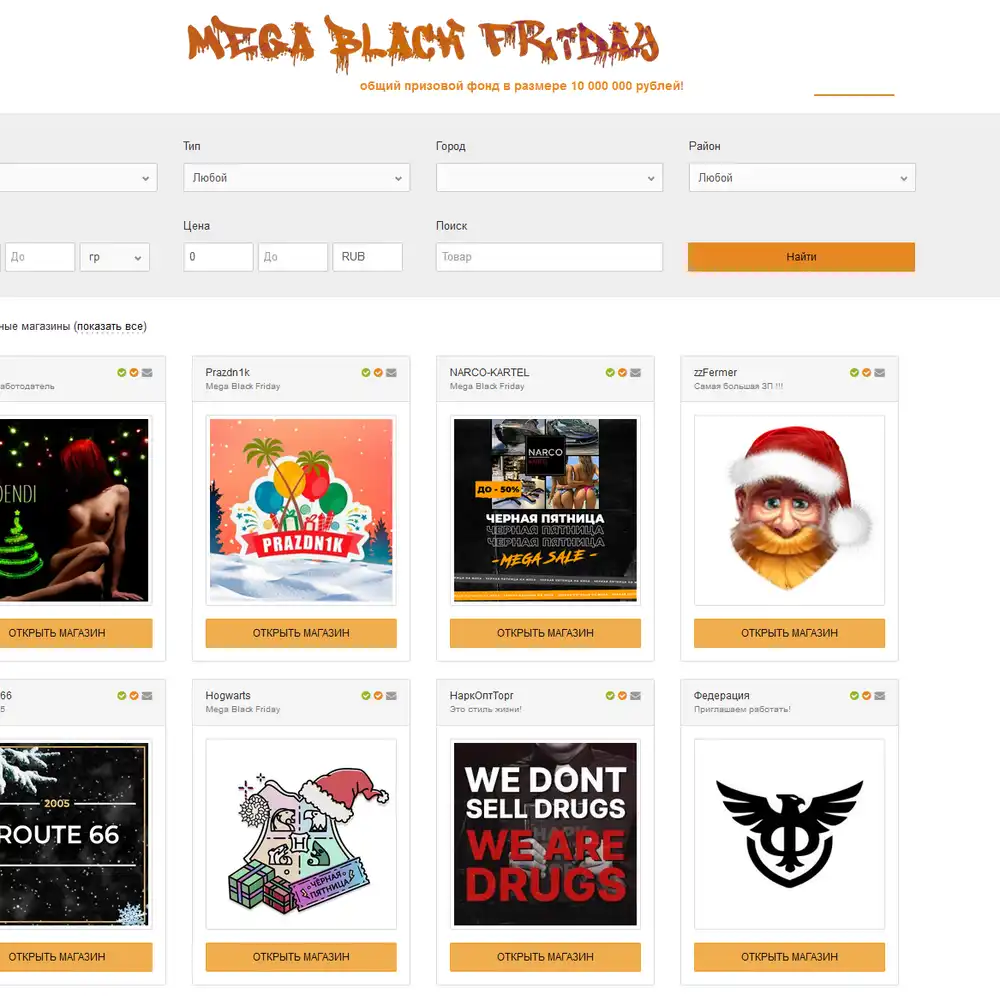 MEGA BLACK FRIDAY
общий призовой фонд в размере 10 000 000 рублей!
Тип
Город
Район
Любой
Любой
Цена
Поиск
До
гр
0
До
RUB
Товар
Найти
ные магазины (показать все)
аботодатель
Prazdn1k
Mega Black Friday
NARCO-KARTEL
Mega Black Friday
zzFermer
Самая большая ЗП !!!
DENDI
PRAZDN1K
NARCO
ДО - 50%
ЧЕРНАЯ ПЯТНИЦА
ЧЕРНАЯ ПЯТНИЦА
ЧЕРНАЯ ПЯТНИЦА
- MEGA SALE -
ОТКРЫТЬ МАГАЗИН
ОТКРЫТЬ МАГАЗИН
ОТКРЫТЬ МАГАЗИН
ОТКРЫТЬ МАГАЗИН
66
5
Hogwarts
Mega Black Friday
НаркОптТорг
Это стиль жизни!
Федерация
Приглашаем работать!
2005
ROUTE 66
H
ЧЁРНАЯ
ПЯТНИЦА
WE DONT
SELL DRUGS
WE ARE
DRUGS
ОТКРЫТЬ МАГАЗИН
ОТКРЫТЬ МАГАЗИН
ОТКРЫТЬ МАГАЗИН
ОТКРЫТЬ МАГАЗИН